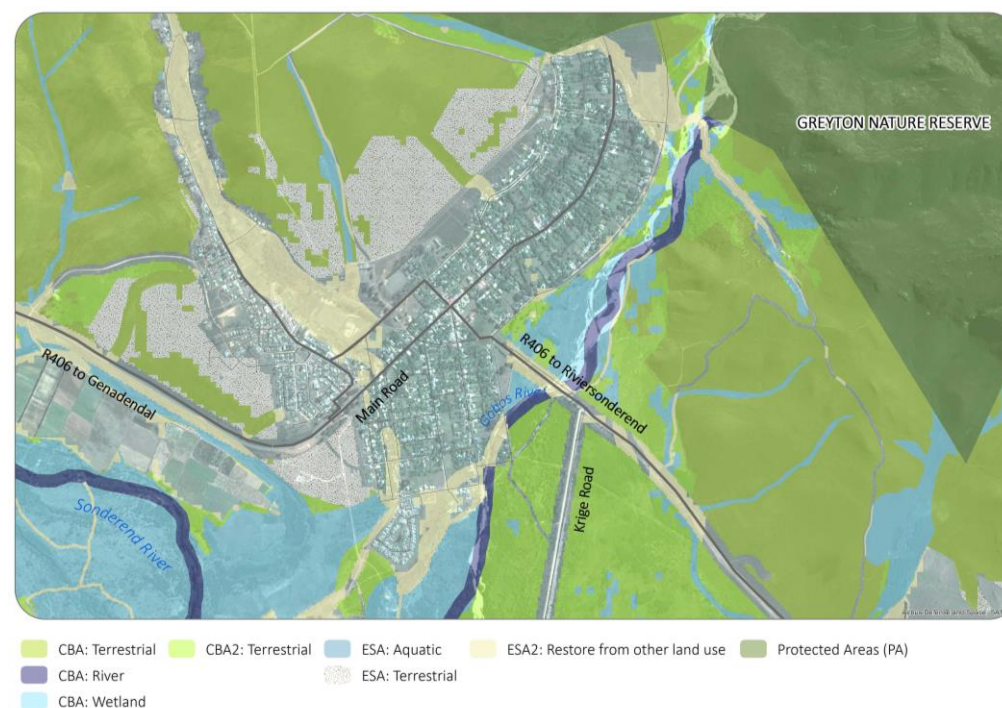 GREYTON NATURE RESERVE
R406 to Genadendal
Main Road
R406 to Riviersonderend
Gobos River
Krige Road
Sonderend River
CBA: Terrestrial
CBA2: Terrestrial
ESA: Aquatic
ESA2: Restore from other land use
Protected Areas (PA)
CBA: River
ESA: Terrestrial
CBA: Wetland